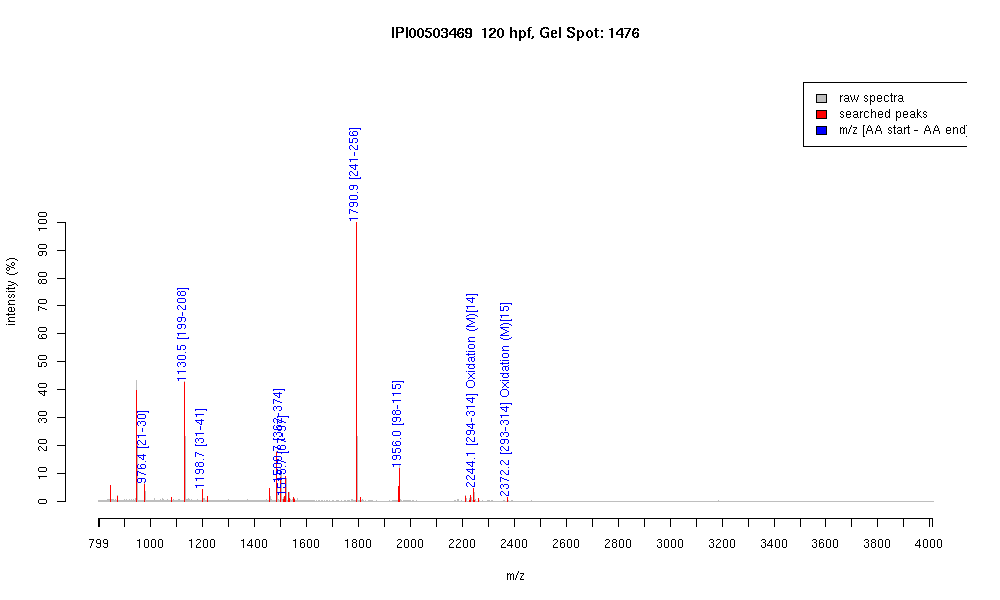 IPI00503469 120 hpf, Gel Spot: 1476
raw spectra
searched peaks
m/z [AA start - AA end]
intensity (%)
100
90
80
70
60
50
40
30
20
10
0
976.4 [21-30]
1130.5 [199-208]
1198.7 [31-41]
1790.9 [241-256]
1956.0 [98-115]
2244.1 [294-314] Oxidation (M)[14]
2372.2 [293-314] Oxidation (M)[15]
799 1000 1200 1400 1600 1800 2000 2200 2400 2600 2800 3000 3200 3400 3600 3800 4000
m/z